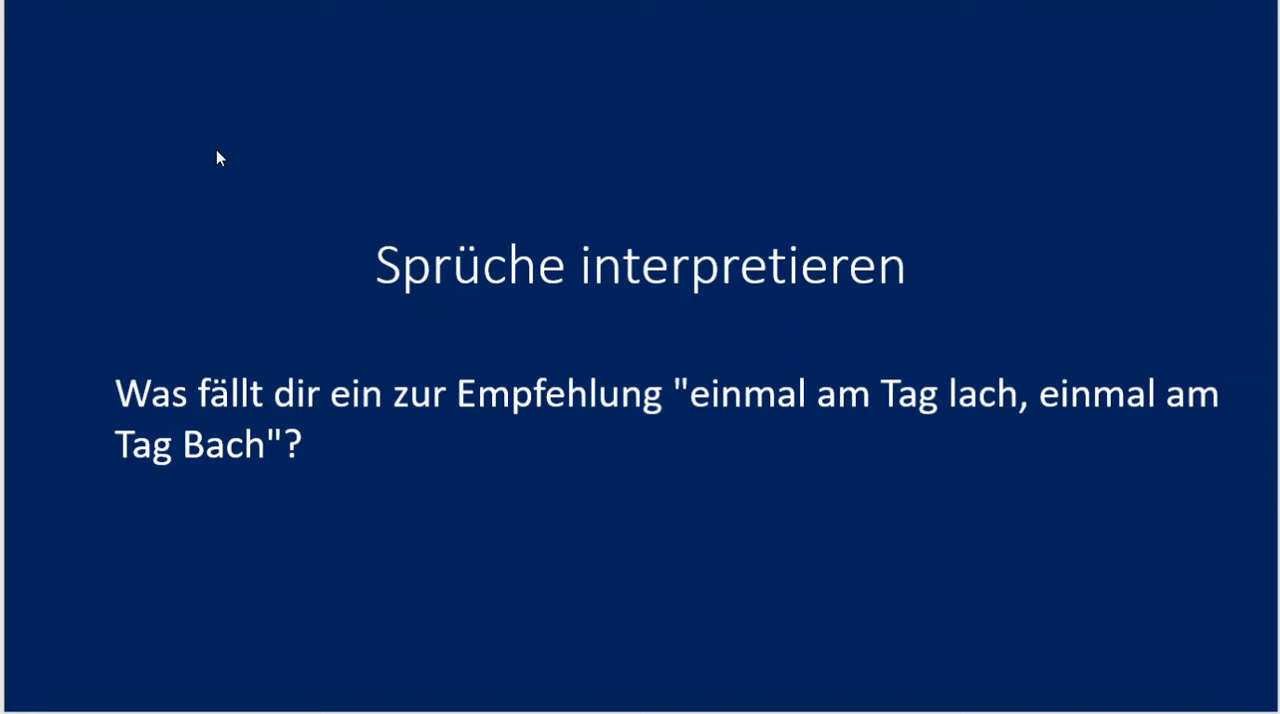 Sprüche interpretieren
Was fällt dir ein zur Empfehlung "einmal am Tag lach, einmal am
Tag Bach"?